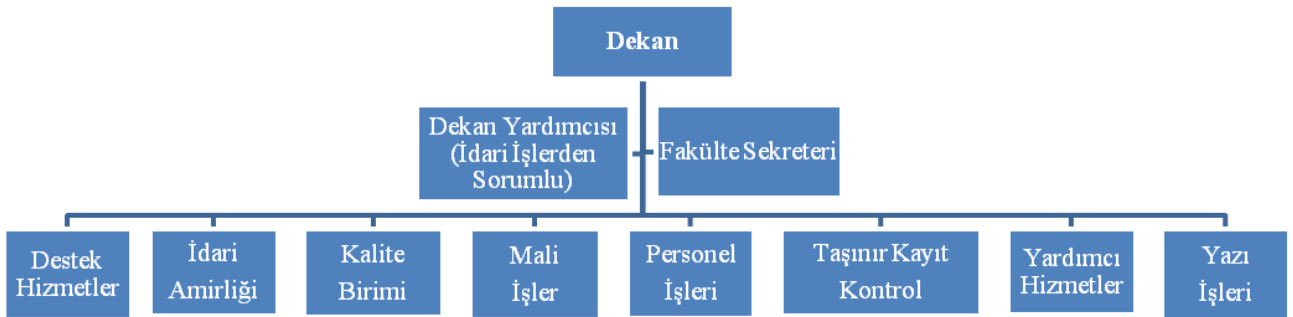 Dekan
Dekan Yardımcısı
(İdari İşlerden
Sorumlu)
Fakülte Sekreteri
Destek
Hizmetler
İdari
Amirliği
Kalite
Birimi
Mali
İşler
Personel
İşleri
Taşınır Kayıt
Kontrol
Yardımcı
Hizmetler
Yazı
İşleri